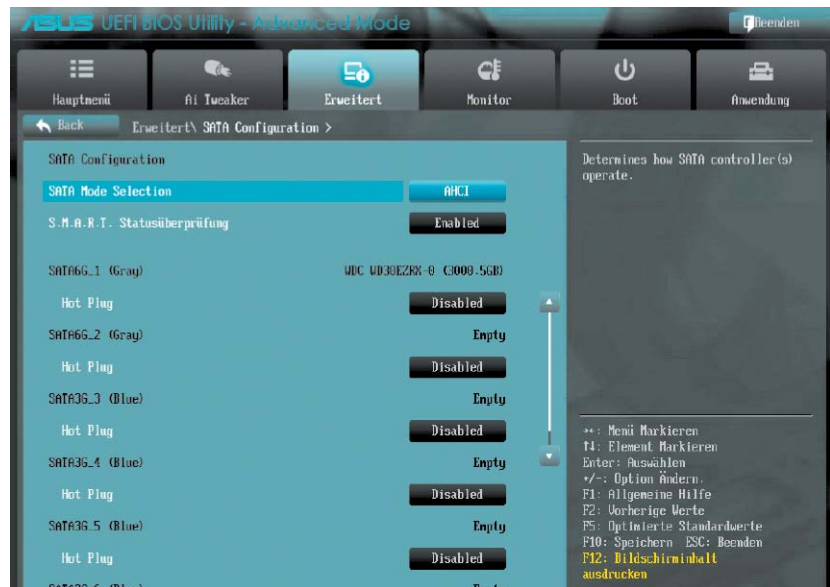 ASUS UEFI BIOS Utility - Advanced Mode
Beenden
Hauptmenü
Ai Tweaker
Erweitert
Monitor
Boot
Anwendung
Back
Erweitert\ SATA Configuration >
SATA Configuration
SATA Mode Selection AHCI
S.M.A.R.T. Statusüberprüfung Enabled
SATA6G_1 (Gray) WDC WD30EZRX-0 (3000.5GB)
Hot Plug Disabled
SATA6G_2 (Gray) Empty
Hot Plug Disabled
SATA3G_3 (Blue) Empty
Hot Plug Disabled
SATA3G_4 (Blue) Empty
Hot Plug Disabled
SATA3G_5 (Blue) Empty
Hot Plug Disabled
Determines how SATA controller(s)
operate.
→←: Menü Markieren
↑↓: Element Markieren
Enter: Auswählen
+/-: Option Ändern.
F1: Allgemeine Hilfe
F2: Vorherige Werte
F5: Optimierte Standardwerte
F10: Speichern ESC: Beenden
F12: Bildschirminhalt
ausdrucken